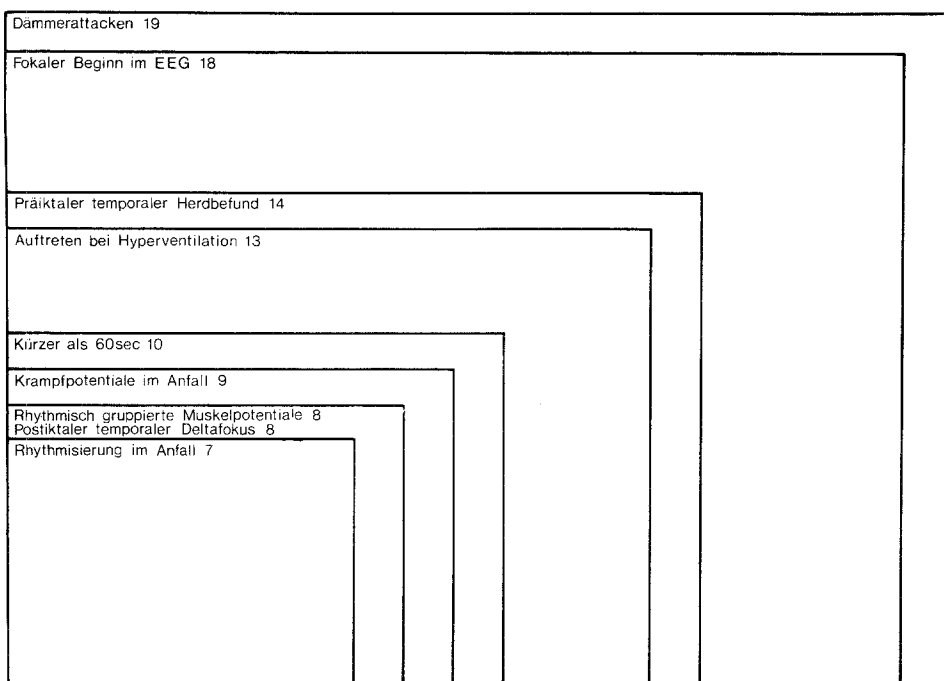 Dämmerattacken 19
Fokaler Beginn im EEG 18
Präiktaler temporaler Herdbefund 14
Auftreten bei Hyperventilation 13
Kürzer als 60sec 10
Krampfpotentiale im Anfall 9
Rhythmisch gruppierte Muskelpotentiale 8
Postiktaler temporaler Deltafokus 8
Rhythmisierung im Anfall 7